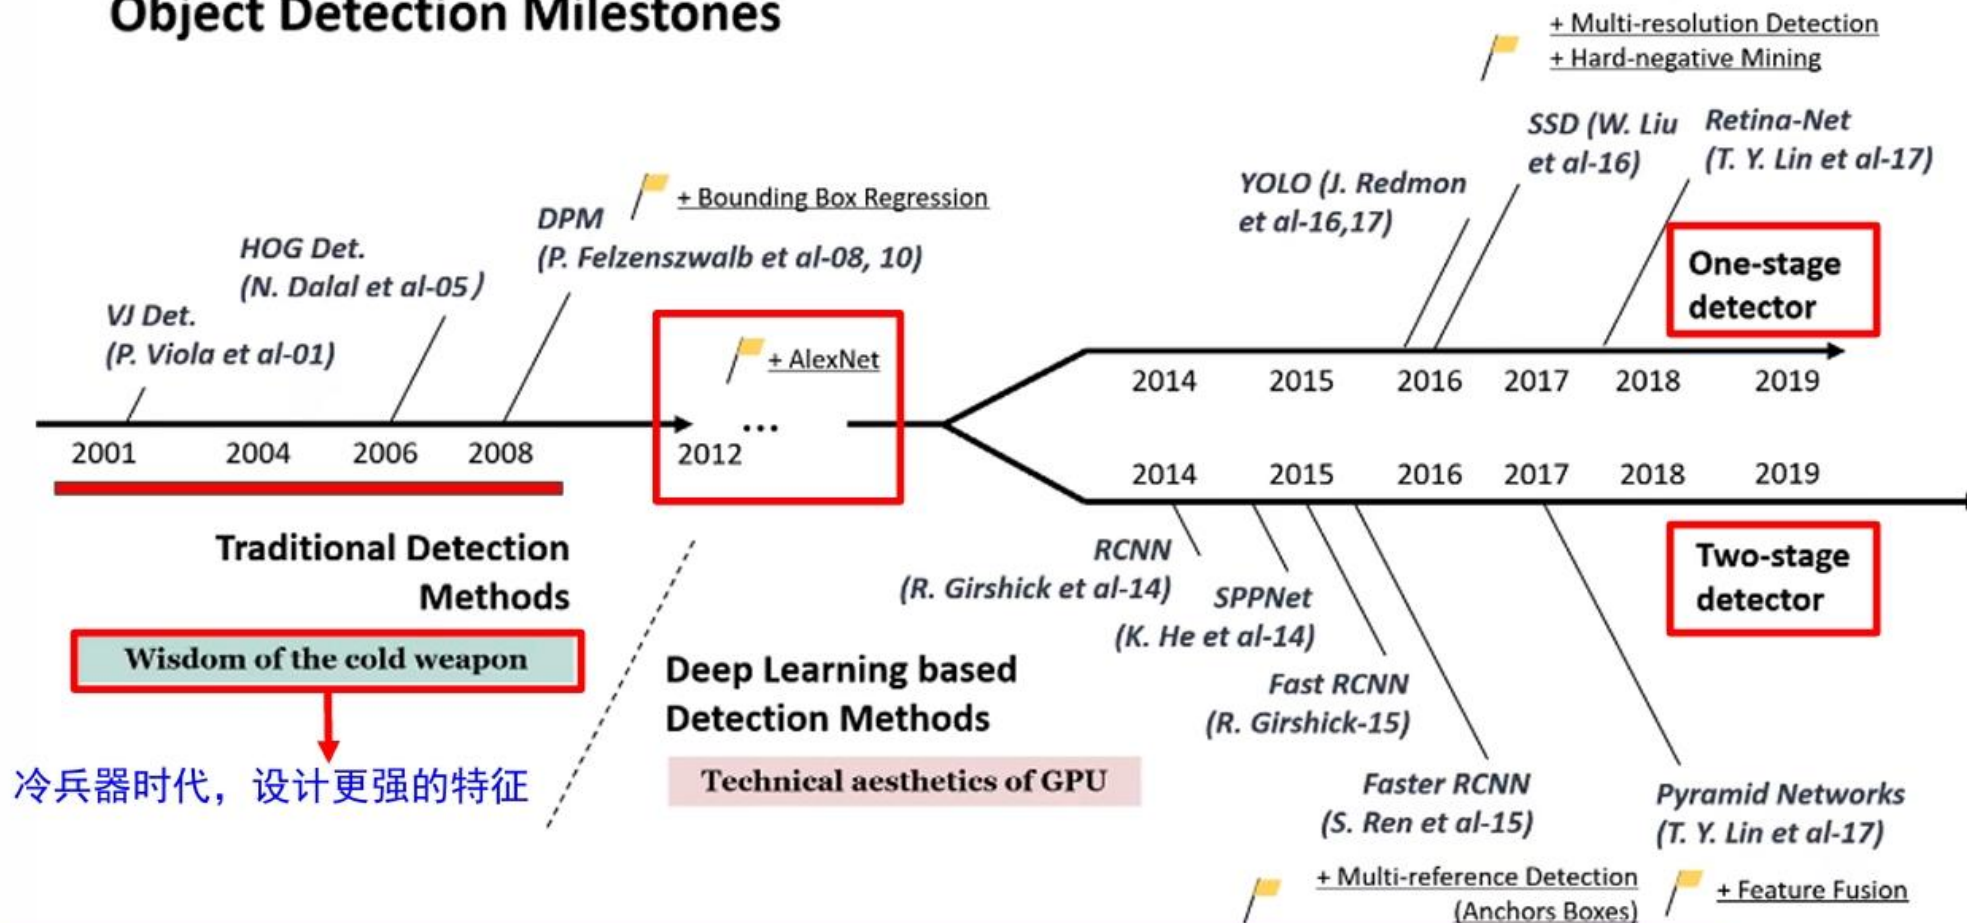 Object Detection Milestones
+ Multi-resolution Detection
+ Hard-negative Mining
SSD (W. Liu
et al-16)
Retina-Net
(T. Y. Lin et al-17)
YOLO (J. Redmon
et al-16,17)
+ Bounding Box Regression
DPM
(P. Felzenszwalb et al-08, 10)
HOG Det.
(N. Dalal et al-05)
VJ Det.
(P. Viola et al-01)
+ AlexNet
One-stage
detector
2014 2015 2016 2017 2018 2019
...
2001 2004 2006 2008 2012
2014 2015 2016 2017 2018 2019
Traditional Detection
Methods
Wisdom of the cold weapon
冷兵器时代，设计更强的特征
Deep Learning based
Detection Methods
Technical aesthetics of GPU
RCNN
(R. Girshick et al-14)
SPPNet
(K. He et al-14)
Fast RCNN
(R. Girshick-15)
Faster RCNN
(S. Ren et al-15)
Two-stage
detector
Pyramid Networks
(T. Y. Lin et al-17)
+ Multi-reference Detection
(Anchors Boxes)
+ Feature Fusion